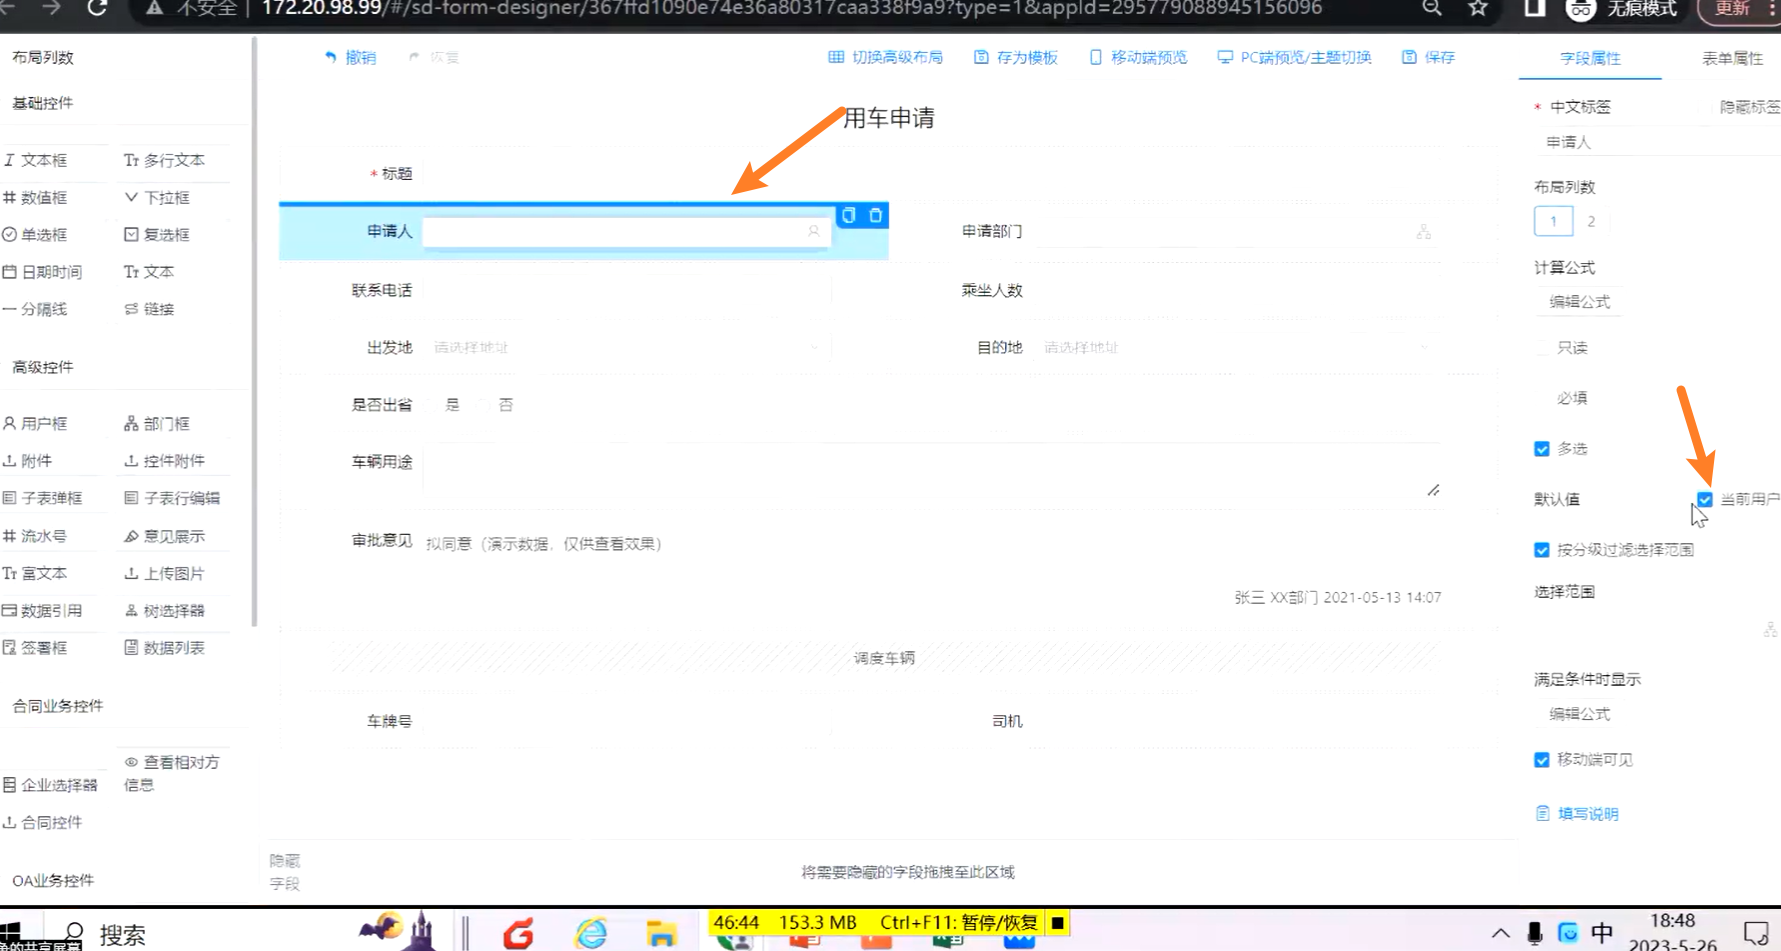 不安全 172.20.98.99/#/sd-form-designer/367ffd1090e74e36a80317caa338f9a9?type=1&appId=295779088945156096
无痕模式
更新
布局列数
基础控件
文本框 多行文本
数值框 下拉框
单选框 复选框
日期时间 文本
分隔线 链接
高级控件
用户框 部门框
附件 控件附件
子表弹框 子表行编辑
流水号 意见展示
富文本 上传图片
数据引用 树选择器
签署框 数据列表
合同业务控件
企业选择器 查看相对方信息
合同控件
OA业务控件
撤销 恢复
切换高级布局 存为模板 移动端预览 PC端预览/主题切换 保存
用车申请
* 标题
申请人 申请部门
联系电话 乘坐人数
出发地 请选择地址 目的地 请选择地址
是否出省 是 否
车辆用途
审批意见 拟同意（演示数据，仅供查看效果）
张三 XX部门 2021-05-13 14:07
调度车辆
车牌号 司机
隐藏
字段
将需要隐藏的字段拖拽至此区域
字段属性 表单属性
* 中文标签 隐藏标签
申请人
布局列数
1 2
计算公式
编辑公式
只读
必填
多选
默认值 当前用户
按分级过滤选择范围
选择范围
满足条件时显示
编辑公式
移动端可见
填写说明
搜索
的共享屏幕
46:44 153.3 MB Ctrl+F11: 暂停/恢复
中
18:48
2023-5-26